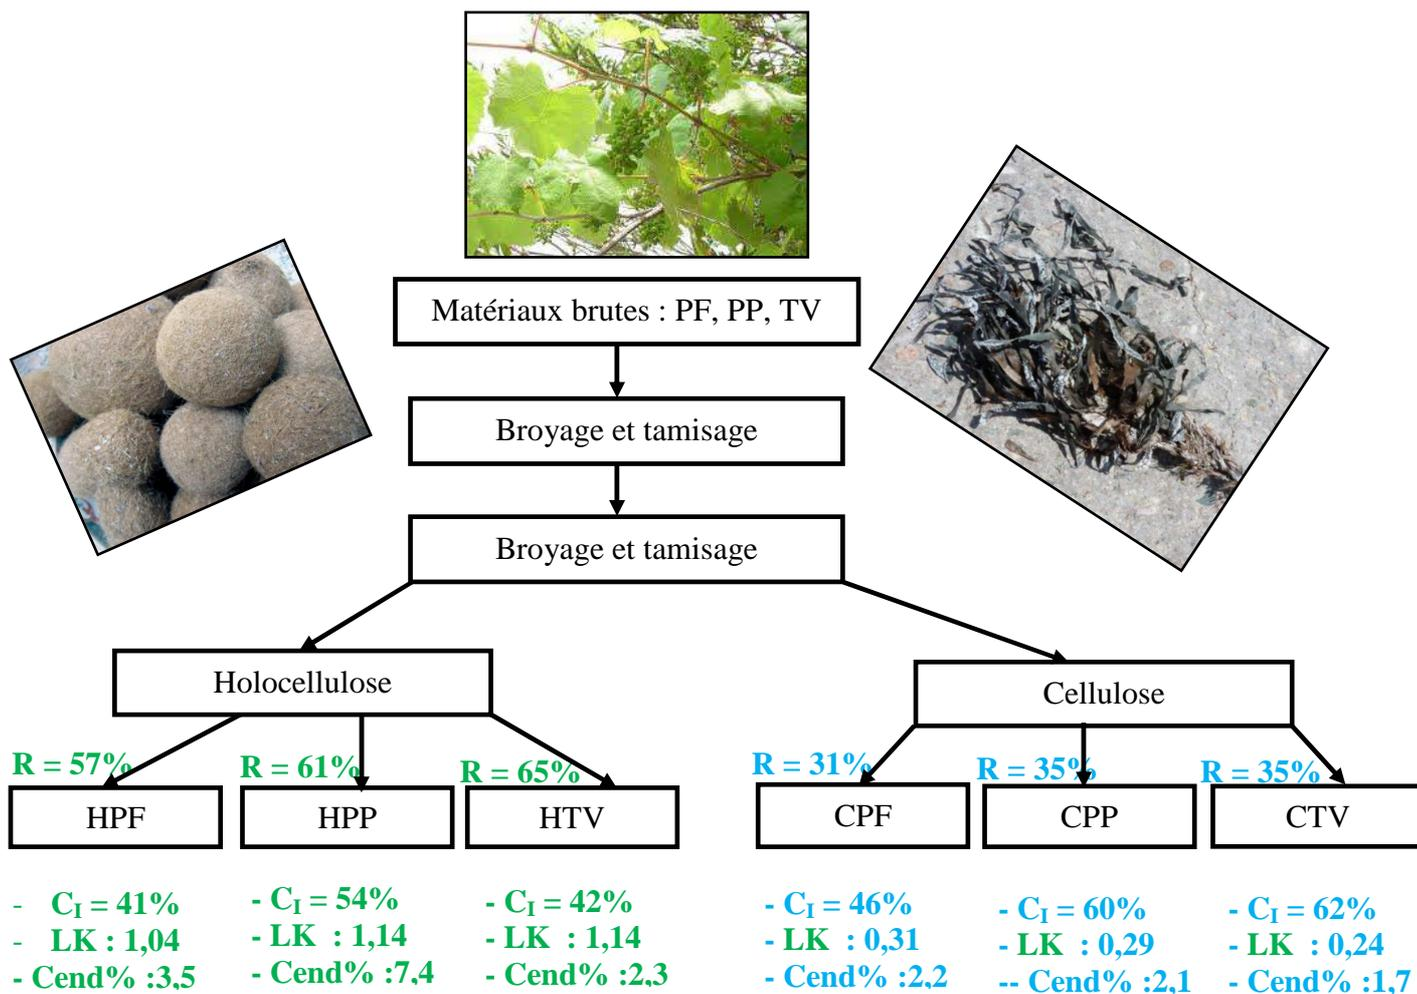 Matériaux brutes : PF, PP, TV
Broyage et tamisage
Broyage et tamisage
Holocellulose
Cellulose
R = 57%
R = 61%
R = 65%
R = 31%
R = 35%
R = 35%
HPF
HPP
HTV
CPF
CPP
CTV
- CI = 41%
- LK : 1,04
- Cend% :3,5
- CI = 54%
- LK : 1,14
- Cend% :7,4
- CI = 42%
- LK : 1,14
- Cend% :2,3
- CI = 46%
- LK : 0,31
- Cend% :2,2
- CI = 60%
- LK : 0,29
-- Cend% :2,1
- CI = 62%
- LK : 0,24
- Cend% :1,7